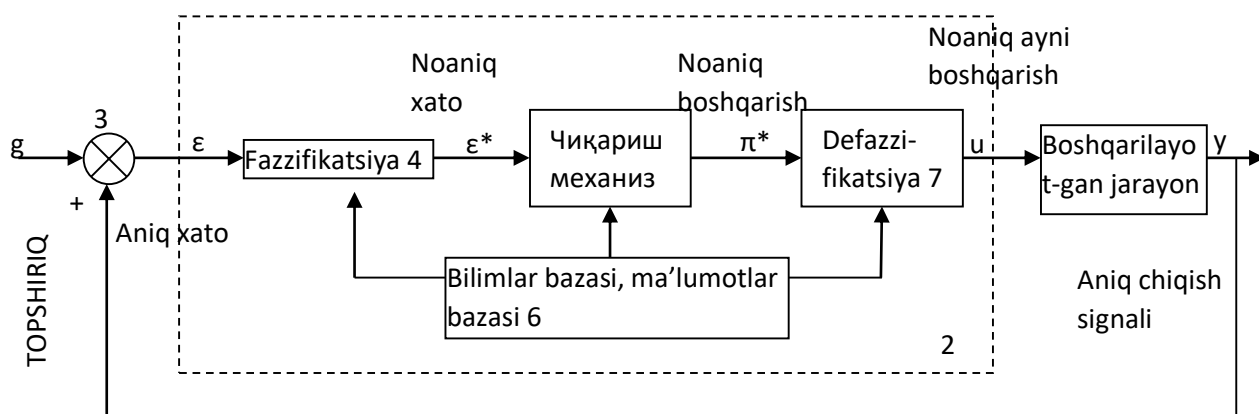 Noaniq ayni
boshqarish
Noaniq
xato
Noaniq
boshqarish
3
g
ε
Fazzifikatsiya 4
ε*
Чиқариш
механиз
π*
Defazzi-
fikatsiya 7
u
Boshqarilayo
t-gan jarayon
y
+
Aniq xato
TOPSHIRIQ
Bilimlar bazasi, ma’lumotlar
bazasi 6
Aniq chiqish
signali
2